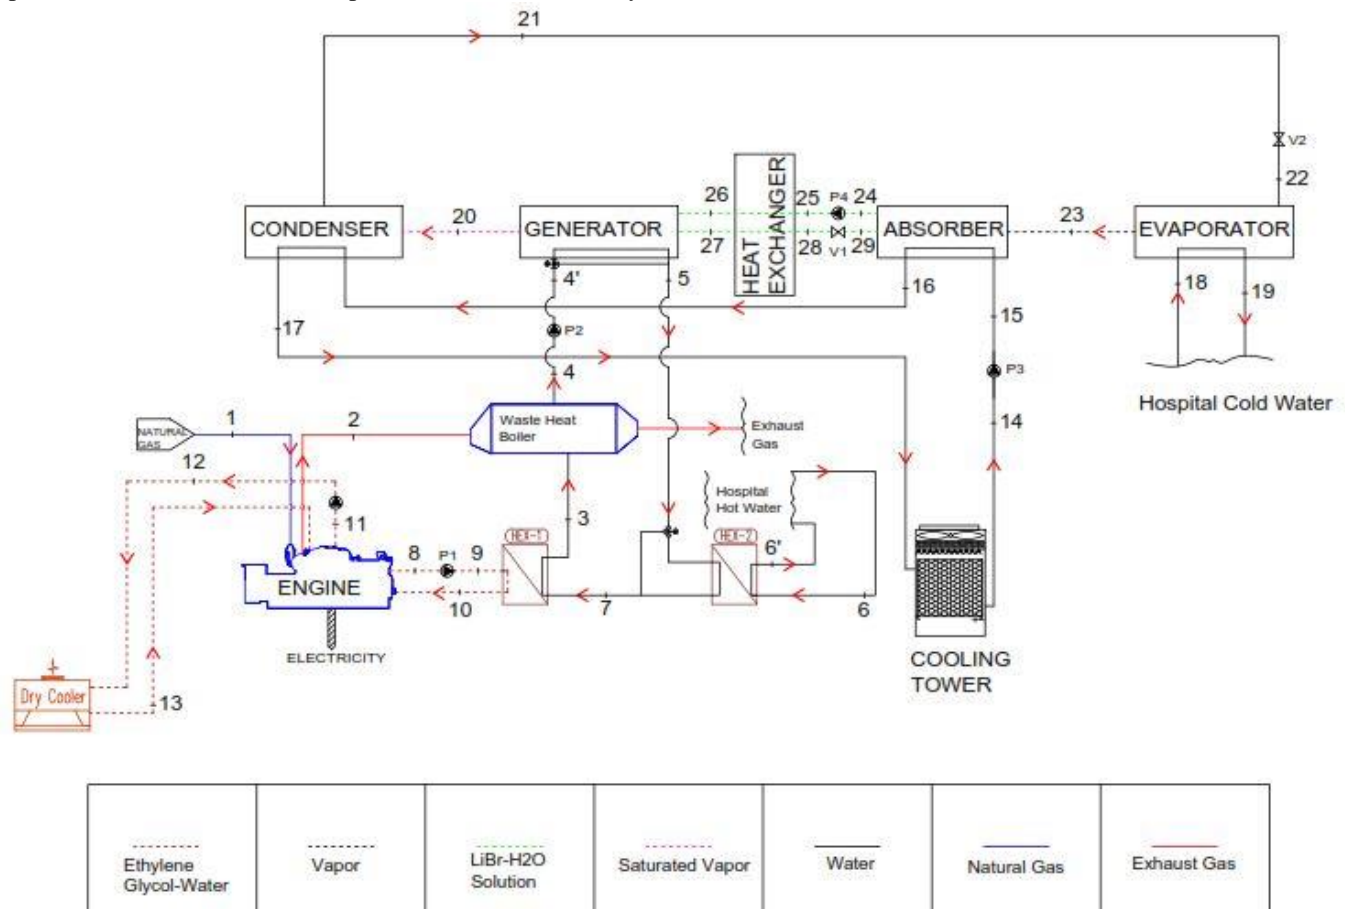 21
V2
22
CONDENSER
20
GENERATOR
26
27
HEAT
EXCHANGER
25
P4
24
28
V1
29
ABSORBER
23
EVAPORATOR
4'
5
16
18
19
17
15
P2
4
P3
14
Hospital Cold Water
NATURAL
GAS
1
2
Waste Heat
Boiler
Exhaust
Gas
12
11
3
Hospital
Hot Water
HEX-1
HEX-2
6'
8
P1
9
ENGINE
10
7
6
ELECTRICITY
COOLING
TOWER
Dry Cooler
13
Ethylene
Glycol-Water
Vapor
LiBr-H2O
Solution
Saturated Vapor
Water
Natural Gas
Exhaust Gas